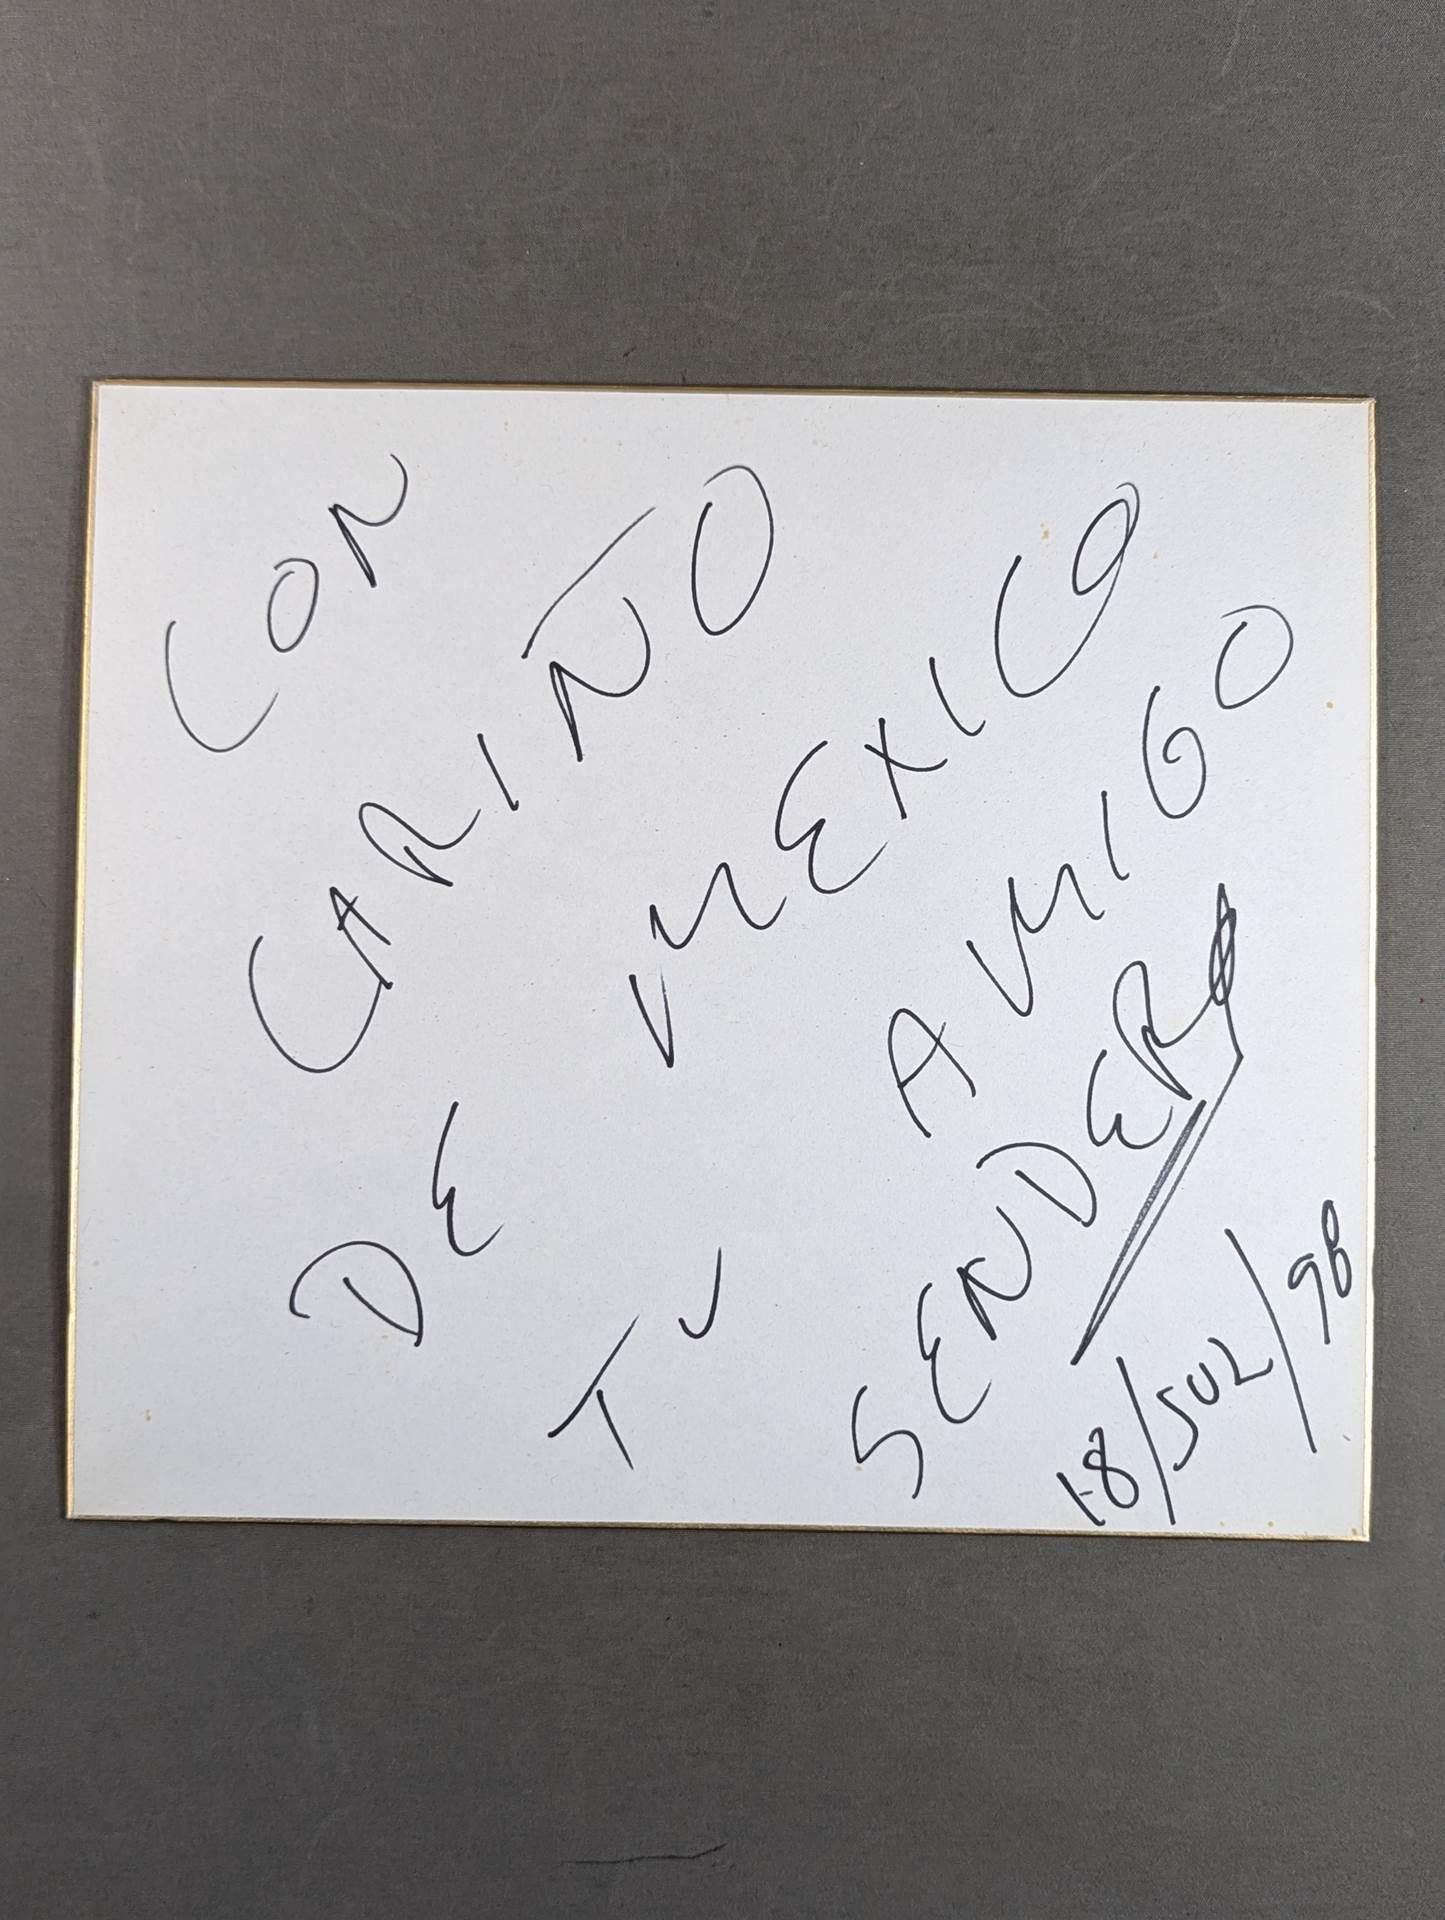 CON
CARIÑO
DE MEXICO
TU AMIGO
SENDERO
18/JUL/98